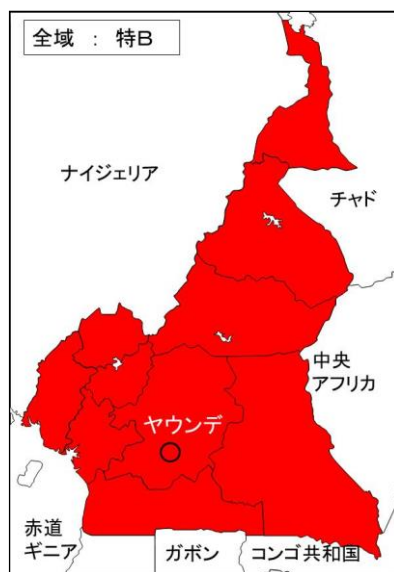 全域 : 特B
ナイジェリア
チャド
中央
アフリカ
ヤウンデ
赤道
ギニア
ガボン
コンゴ共和国